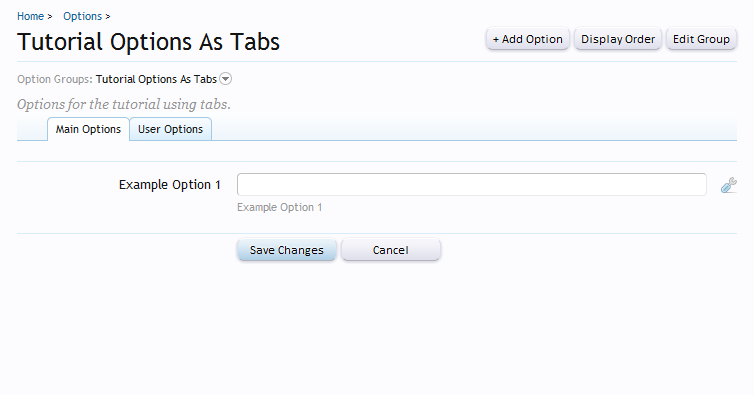 Home > Options >
Tutorial Options As Tabs
+ Add Option Display Order Edit Group
Option Groups: Tutorial Options As Tabs
Options for the tutorial using tabs.
Main Options User Options
Example Option 1
Example Option 1
Save Changes Cancel